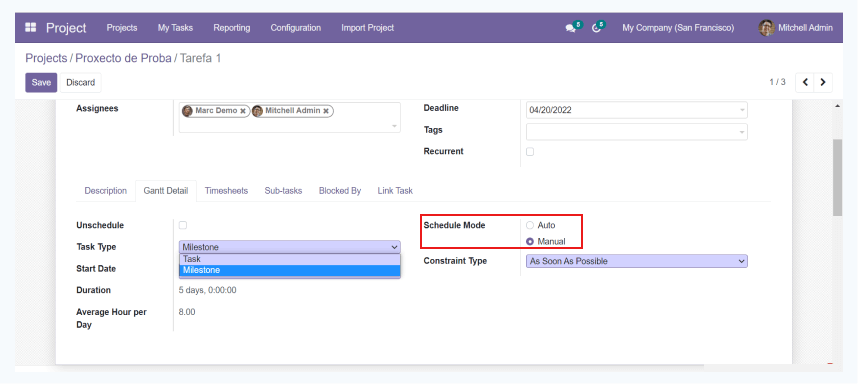 Project Projects My Tasks Reporting Configuration Import Project 5 5 My Company (San Francisco) Mitchell Admin
Projects / Proxecto de Proba / Tarefa 1
Save Discard 1 / 3
Assignees Marc Demo × Mitchell Admin × Deadline 04/20/2022
Tags
Recurrent
Description Gantt Detail Timesheets Sub-tasks Blocked By Link Task
Unschedule Schedule Mode Auto
Task Type Milestone Manual
Task
Start Date Milestone Constraint Type As Soon As Possible
Duration 5 days, 0:00:00
Average Hour per 8.00
Day